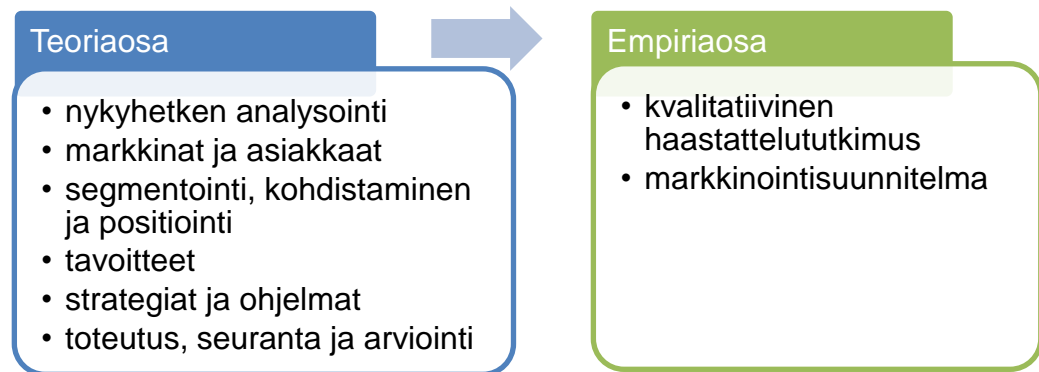 Teoriaosa
• nykyhetken analysointi
• markkinat ja asiakkaat
• segmentointi, kohdistaminen
ja positiointi
• tavoitteet
• strategiat ja ohjelmat
• toteutus, seuranta ja arviointi
Empiriaosa
• kvalitatiivinen
haastattelututkimus
• markkinointisuunnitelma